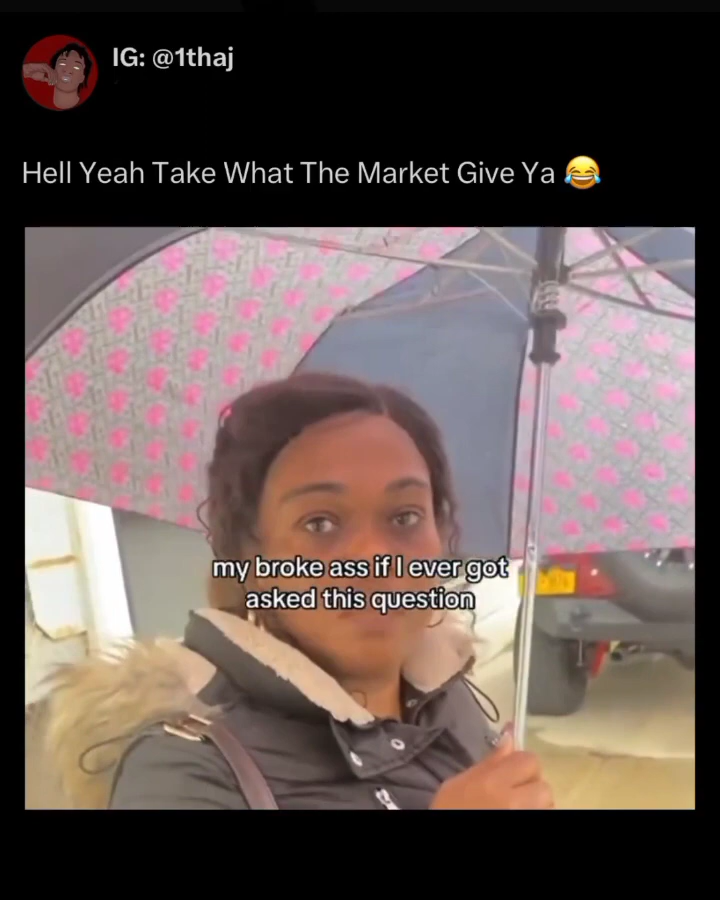 IG: @1thaj
Hell Yeah Take What The Market Give Ya 😂
my broke ass if I ever got
asked this question